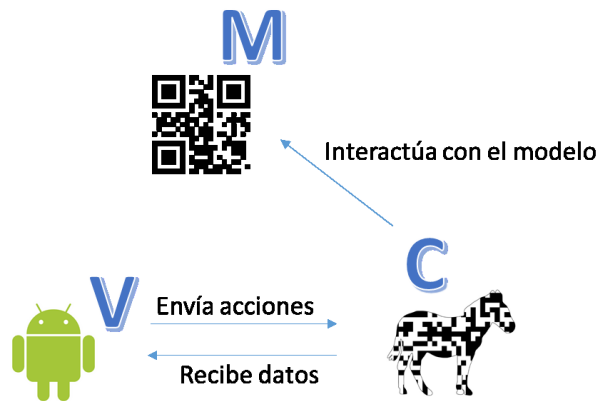 M
Interactúa con el modelo
C
V
Envía acciones
Recibe datos